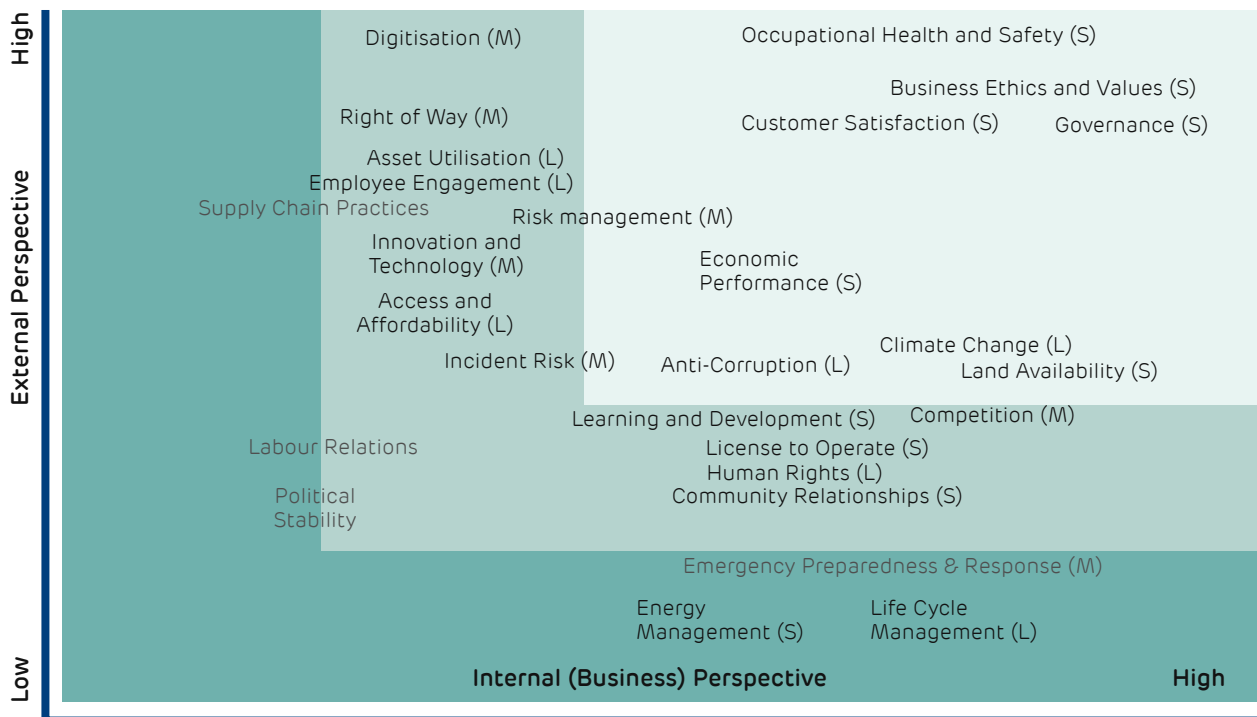 High
External Perspective
Low
Digitisation (M)
Occupational Health and Safety (S)
Business Ethics and Values (S)
Right of Way (M)
Customer Satisfaction (S)
Governance (S)
Asset Utilisation (L)
Employee Engagement (L)
Supply Chain Practices
Risk management (M)
Innovation and
Technology (M)
Economic
Performance (S)
Access and
Affordability (L)
Incident Risk (M)
Anti-Corruption (L)
Climate Change (L)
Land Availability (S)
Learning and Development (S)
Competition (M)
Labour Relations
License to Operate (S)
Human Rights (L)
Political
Stability
Community Relationships (S)
Emergency Preparedness & Response (M)
Energy
Management (S)
Life Cycle
Management (L)
Internal (Business) Perspective
High